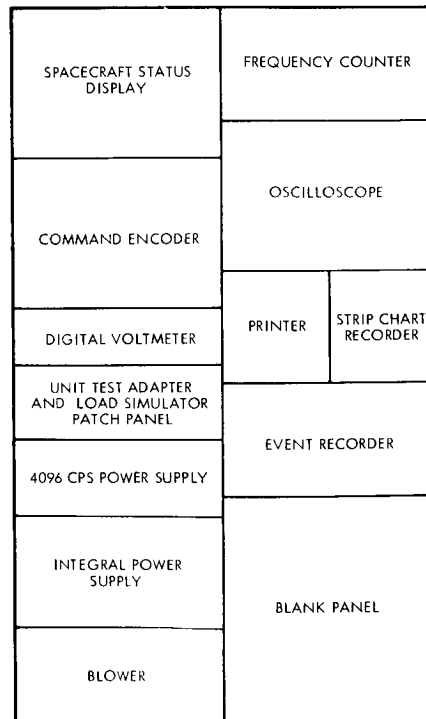 SPACECRAFT STATUS
DISPLAY
COMMAND ENCODER
DIGITAL VOLTMETER
UNIT TEST ADAPTER
AND LOAD SIMULATOR
PATCH PANEL
4096 CPS POWER SUPPLY
INTEGRAL POWER
SUPPLY
BLOWER
FREQUENCY COUNTER
OSCILLOSCOPE
PRINTER
STRIP CHART
RECORDER
EVENT RECORDER
BLANK PANEL